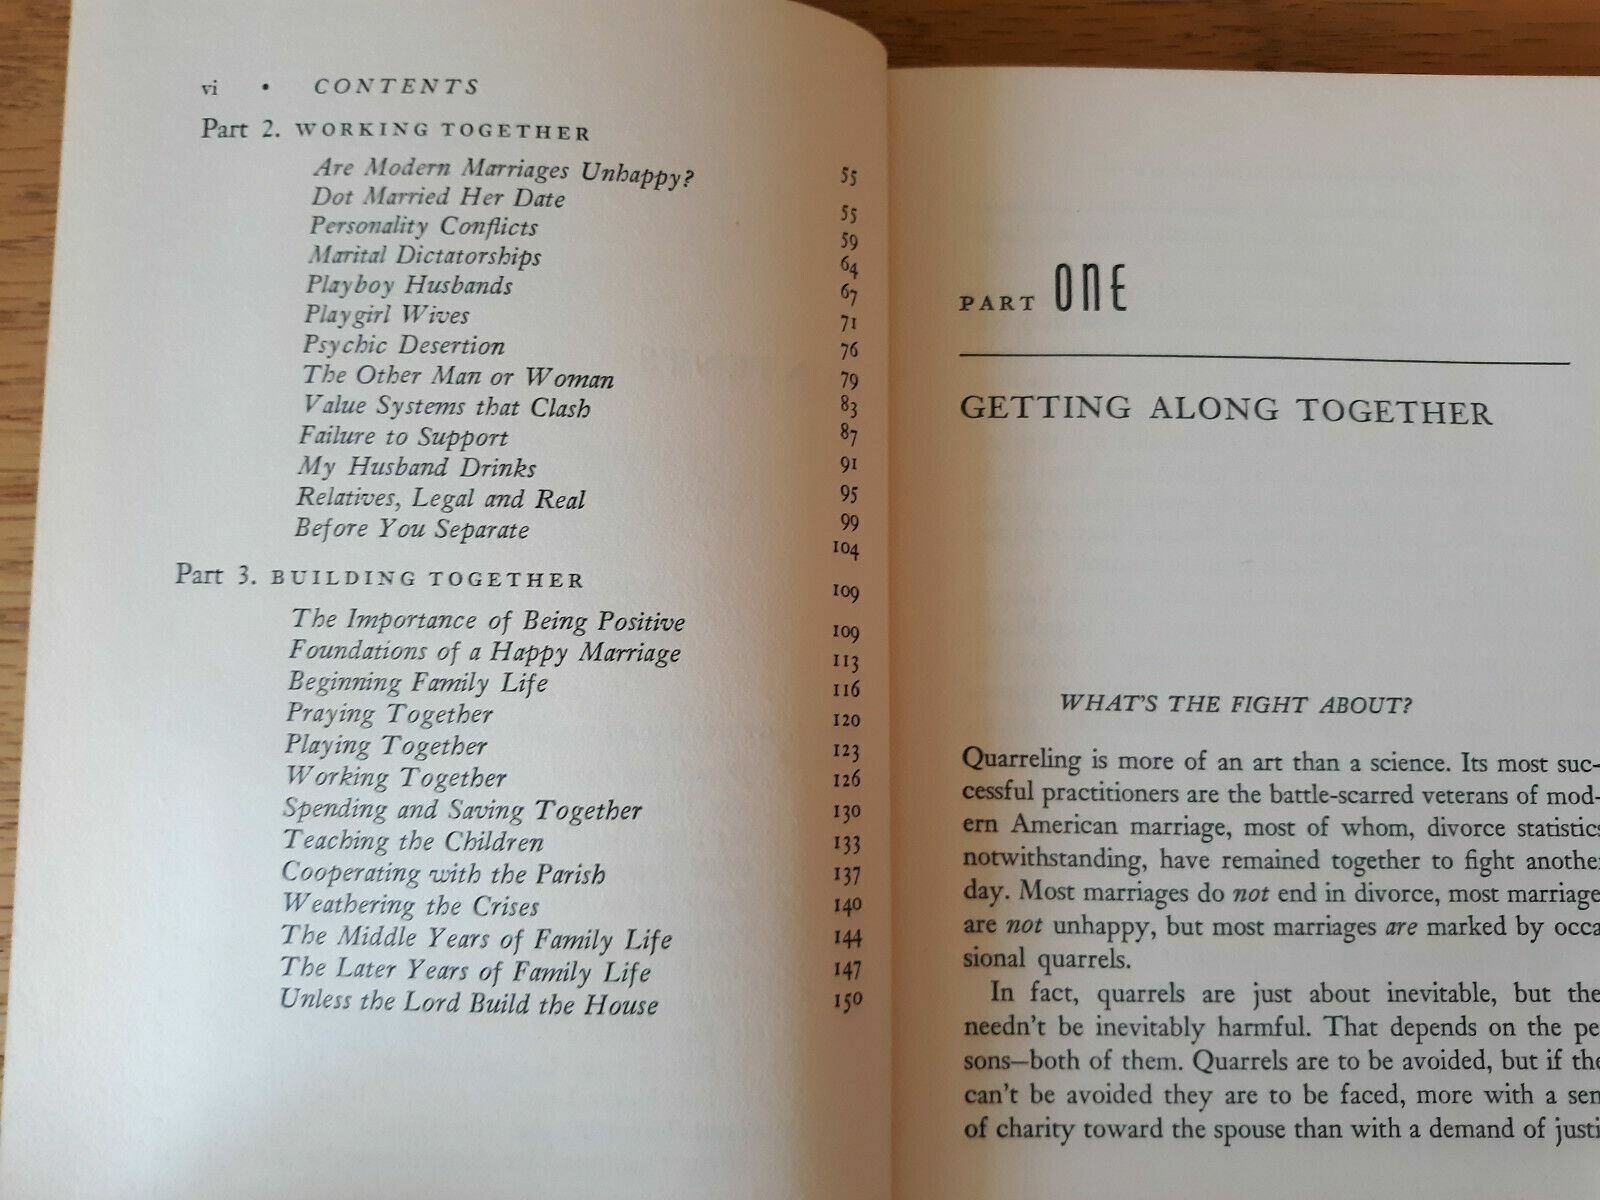 vi • CONTENTS
Part 2. WORKING TOGETHER 55
Are Modern Marriages Unhappy? 55
Dot Married Her Date 59
Personality Conflicts 64
Marital Dictatorships 67
Playboy Husbands 71
Playgirl Wives 76
Psychic Desertion 79
The Other Man or Woman 83
Value Systems that Clash 87
Failure to Support 91
My Husband Drinks 95
Relatives, Legal and Real 99
Before You Separate 104
Part 3. BUILDING TOGETHER 109
The Importance of Being Positive 109
Foundations of a Happy Marriage 113
Beginning Family Life 116
Praying Together 120
Playing Together 123
Working Together 126
Spending and Saving Together 130
Teaching the Children 133
Cooperating with the Parish 137
Weathering the Crises 140
The Middle Years of Family Life 144
The Later Years of Family Life 147
Unless the Lord Build the House 150
PART ONE
GETTING ALONG TOGETHER
WHAT'S THE FIGHT ABOUT?
Quarreling is more of an art than a science. Its most suc-
cessful practitioners are the battle-scarred veterans of mod-
ern American marriage, most of whom, divorce statistics
notwithstanding, have remained together to fight anothe
day. Most marriages do not end in divorce, most marriage
are not unhappy, but most marriages are marked by occa
sional quarrels.
In fact, quarrels are just about inevitable, but the
needn't be inevitably harmful. That depends on the pe
sons—both of them. Quarrels are to be avoided, but if the
can't be avoided they are to be faced, more with a sen
of charity toward the spouse than with a demand of justi